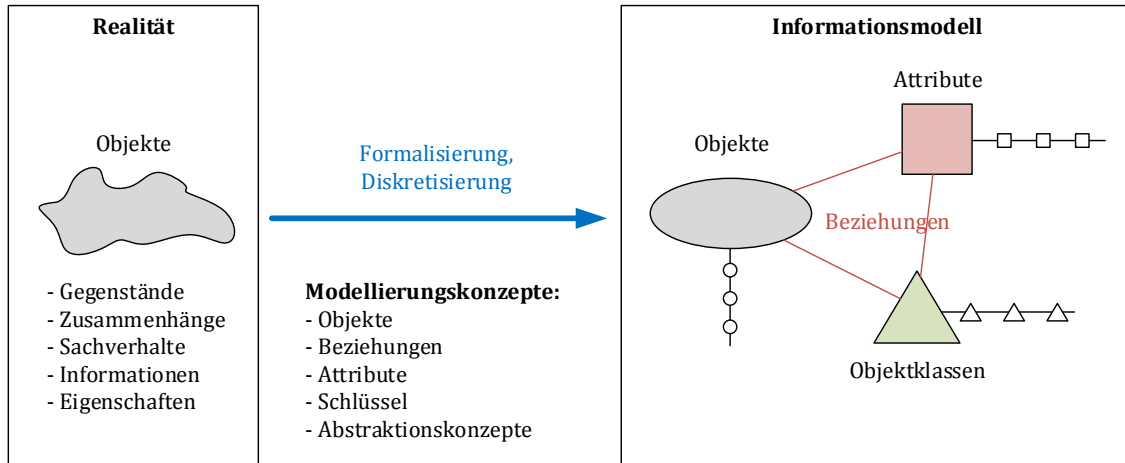 Realität
Objekte
- Gegenstände
- Zusammenhänge
- Sachverhalte
- Informationen
- Eigenschaften
Formalisierung,
Diskretisierung
Modellierungskonzepte:
- Objekte
- Beziehungen
- Attribute
- Schlüssel
- Abstraktionskonzepte
Informationsmodell
Attribute
Objekte
Beziehungen
Objektklassen